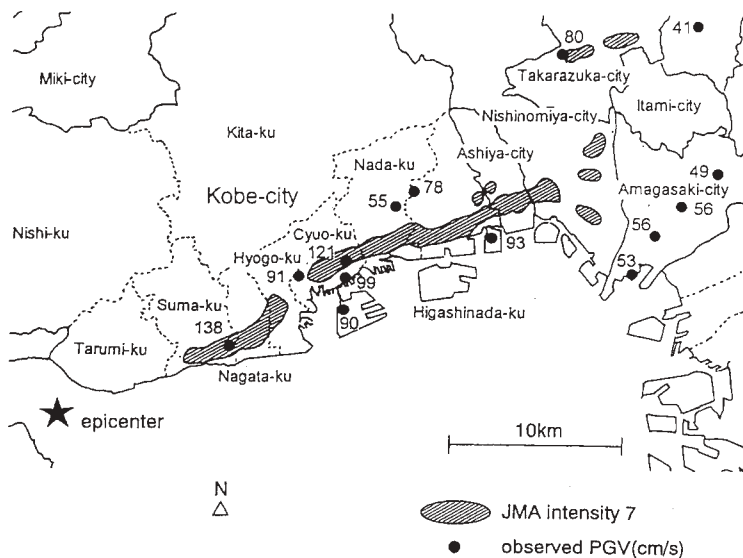 80
41
Miki-city
Takarazuka-city
Itami-city
Nishinomiya-city
Kita-ku
Nada-ku
Ashiya-city
78
49
Kobe-city
55
Amagasaki-city
56
Nishi-ku
Cyuo-ku
121
93
56
Hyogo-ku
91
99
53
Suma-ku
90
Higashinada-ku
138
Tarumi-ku
Nagata-ku
epicenter
10km
N
JMA intensity 7
observed PGV(cm/s)